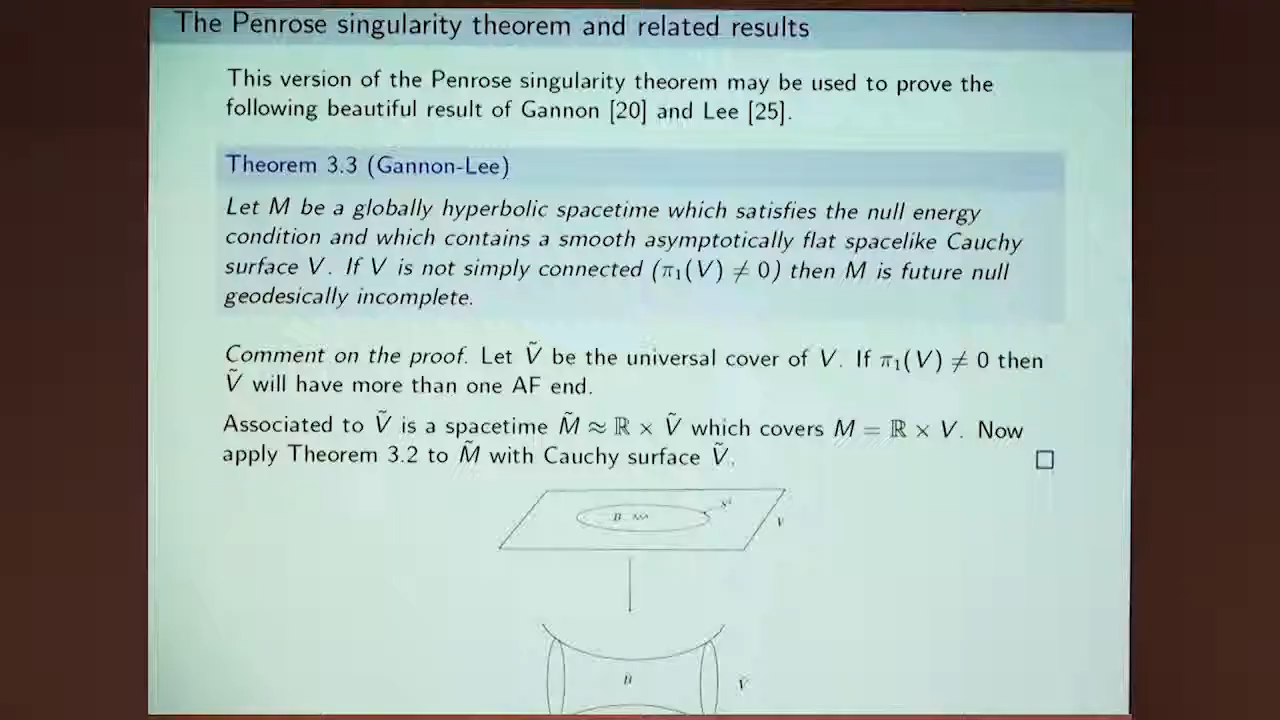 The Penrose singularity theorem and related results
This version of the Penrose singularity theorem may be used to prove the
following beautiful result of Gannon [20] and Lee [25].
Theorem 3.3 (Gannon-Lee)
Let M be a globally hyperbolic spacetime which satisfies the null energy
condition and which contains a smooth asymptotically flat spacelike Cauchy
surface V. If V is not simply connected (π₁(V) ≠ 0) then M is future null
geodesically incomplete.
Comment on the proof. Let Ṽ be the universal cover of V. If π₁(V) ≠ 0 then
Ṽ will have more than one AF end.
Associated to Ṽ is a spacetime M̃ ≈ ℝ × Ṽ which covers M = ℝ × V. Now
apply Theorem 3.2 to M̃ with Cauchy surface Ṽ.
B
V
B